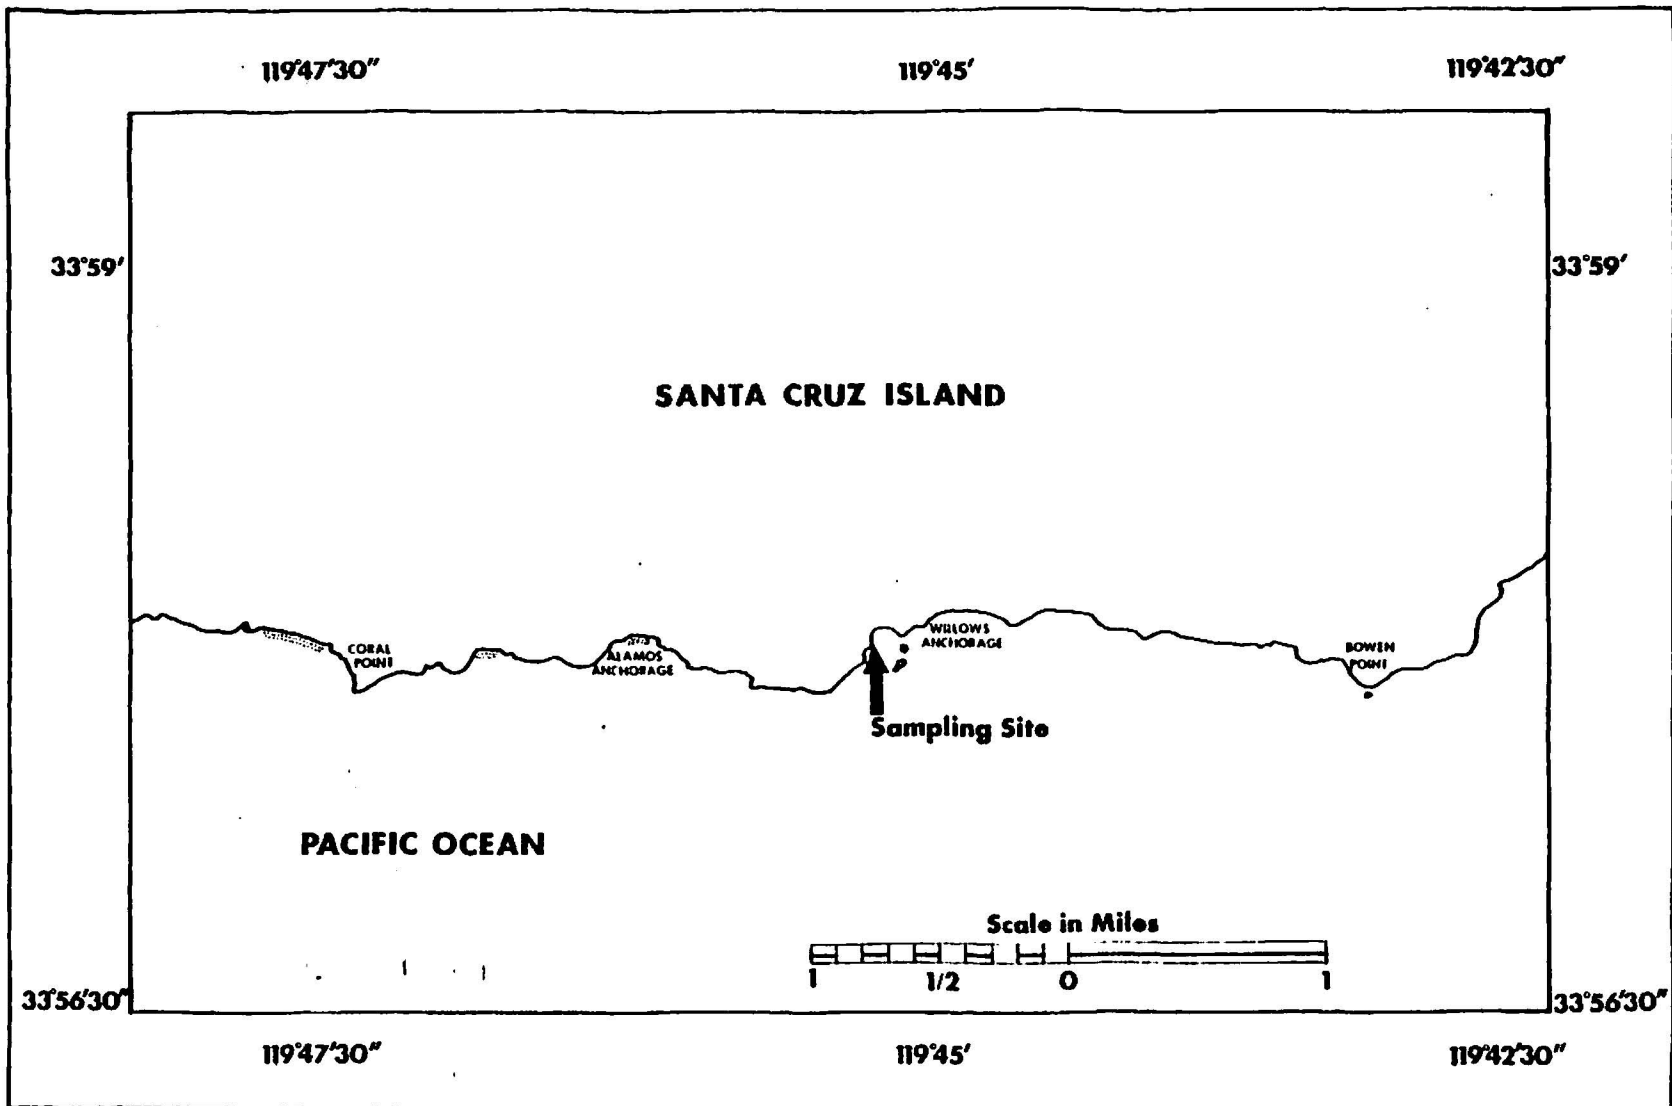 119°47'30" 119°45' 119°42'30"
33°59' 33°59'
SANTA CRUZ ISLAND
CORAL
POINT
ALAMOS
ANCHORAGE
WILLOWS
ANCHORAGE
BOWEN
POINT
Sampling Site
PACIFIC OCEAN
Scale in Miles
1 1/2 0 1
33°56'30" 33°56'30"
119°47'30" 119°45' 119°42'30"